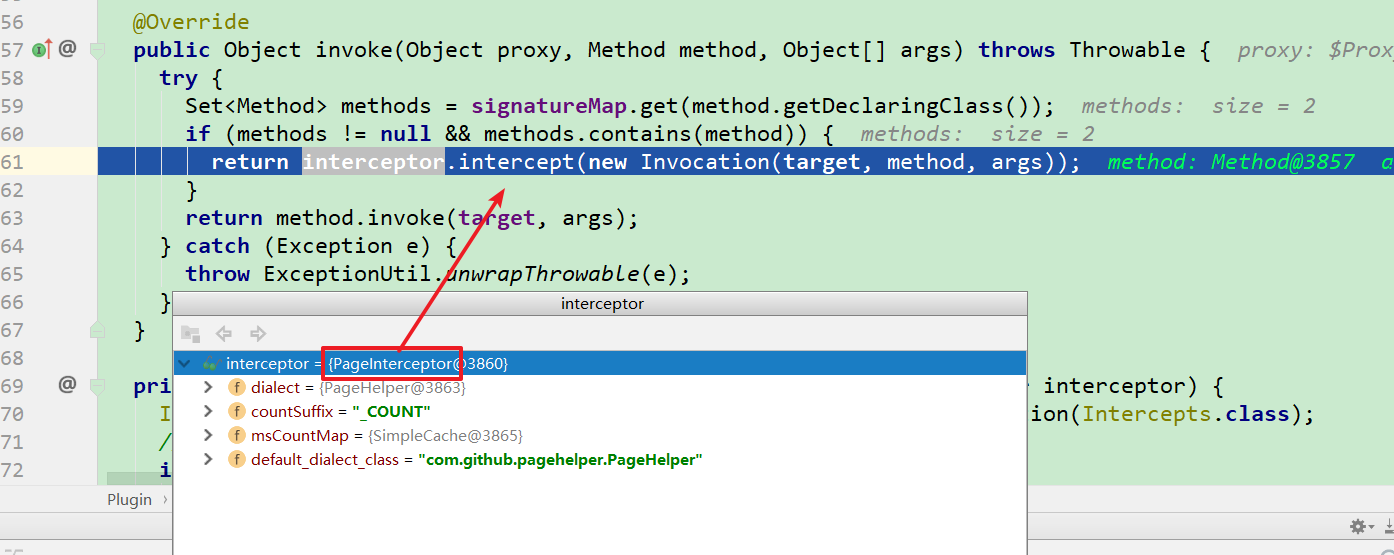 56 @Override
57 @ public Object invoke(Object proxy, Method method, Object[] args) throws Throwable { proxy: $Prox
58 try {
59 Set<Method> methods = signatureMap.get(method.getDeclaringClass()); methods: size = 2
60 if (methods != null && methods.contains(method)) { methods: size = 2
61 return interceptor.intercept(new Invocation(target, method, args)); method: Method@3857 a
62 }
63 return method.invoke(target, args);
64 } catch (Exception e) {
65 throw ExceptionUtil.unwrapThrowable(e);
66 }
interceptor
67 }
68
interceptor = {PageInterceptor@3860}
69 @ pri interceptor) {
f dialect = {PageHelper@3863}
70 I ion(Intercepts.class);
f countSuffix = "_COUNT"
71 /
f msCountMap = {SimpleCache@3865}
72 i
f default_dialect_class = "com.github.pagehelper.PageHelper"
Plugin ›